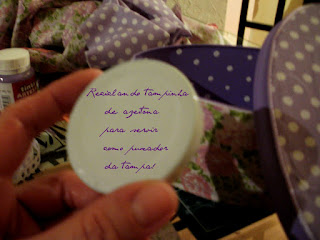 Reciclando tampinha
de azeitona
para servir
como puxador
da tampa!